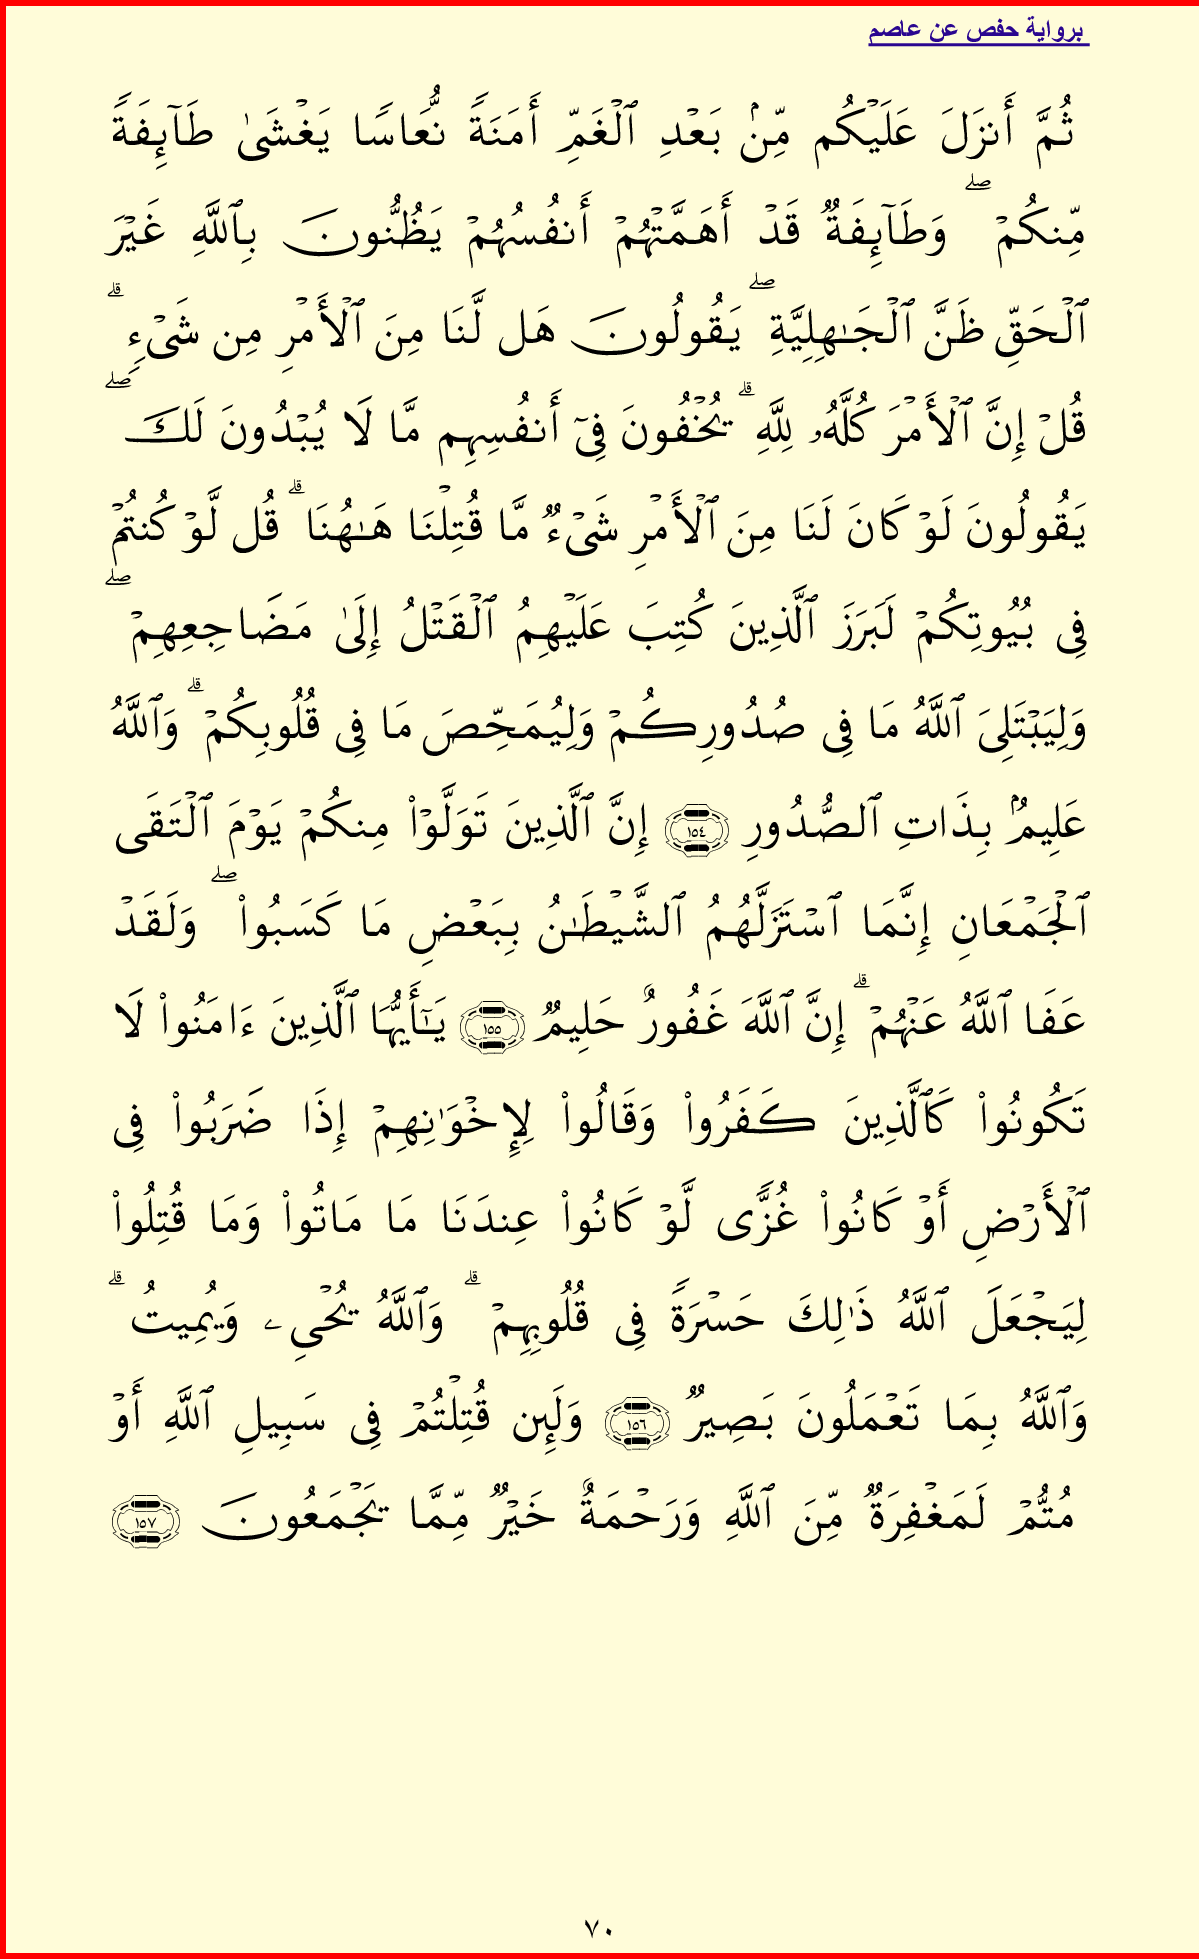 برواية حفص عن عاصم
ثُمَّ أَنزَلَ عَلَيۡكُم مِّنۢ بَعۡدِ ٱلۡغَمِّ أَمَنَةٗ نُّعَاسٗا يَغۡشَىٰ طَآئِفَةٗ
مِّنكُمۡۖ وَطَآئِفَةٞ قَدۡ أَهَمَّتۡهُمۡ أَنفُسُهُمۡ يَظُنُّونَ بِٱللَّهِ غَيۡرَ
ٱلۡحَقِّ ظَنَّ ٱلۡجَٰهِلِيَّةِۖ يَقُولُونَ هَل لَّنَا مِنَ ٱلۡأَمۡرِ مِن شَيۡءٖۗ
قُلۡ إِنَّ ٱلۡأَمۡرَ كُلَّهُۥ لِلَّهِۗ يُخۡفُونَ فِيٓ أَنفُسِهِم مَّا لَا يُبۡدُونَ لَكَۖ
يَقُولُونَ لَوۡ كَانَ لَنَا مِنَ ٱلۡأَمۡرِ شَيۡءٞ مَّا قُتِلۡنَا هَٰهُنَاۗ قُل لَّوۡ كُنتُمۡ
فِي بُيُوتِكُمۡ لَبَرَزَ ٱلَّذِينَ كُتِبَ عَلَيۡهِمُ ٱلۡقَتۡلُ إِلَىٰ مَضَاجِعِهِمۡۖ
وَلِيَبۡتَلِيَ ٱللَّهُ مَا فِي صُدُورِكُمۡ وَلِيُمَحِّصَ مَا فِي قُلُوبِكُمۡۗ وَٱللَّهُ
عَلِيمُۢ بِذَاتِ ٱلصُّدُورِ ١٥٤ إِنَّ ٱلَّذِينَ تَوَلَّوۡاْ مِنكُمۡ يَوۡمَ ٱلۡتَقَى
ٱلۡجَمۡعَانِ إِنَّمَا ٱسۡتَزَلَّهُمُ ٱلشَّيۡطَٰنُ بِبَعۡضِ مَا كَسَبُواْۖ وَلَقَدۡ
عَفَا ٱللَّهُ عَنۡهُمۡۗ إِنَّ ٱللَّهَ غَفُورٌ حَلِيمٞ ١٥٥ يَٰٓأَيُّهَا ٱلَّذِينَ ءَامَنُواْ لَا
تَكُونُواْ كَٱلَّذِينَ كَفَرُواْ وَقَالُواْ لِإِخۡوَٰنِهِمۡ إِذَا ضَرَبُواْ فِي
ٱلۡأَرۡضِ أَوۡ كَانُواْ غُزّٗى لَّوۡ كَانُواْ عِندَنَا مَا مَاتُواْ وَمَا قُتِلُواْ
لِيَجۡعَلَ ٱللَّهُ ذَٰلِكَ حَسۡرَةٗ فِي قُلُوبِهِمۡۗ وَٱللَّهُ يُحۡيِۦ وَيُمِيتُۗ
وَٱللَّهُ بِمَا تَعۡمَلُونَ بَصِيرٞ ١٥٦ وَلَئِن قُتِلۡتُمۡ فِي سَبِيلِ ٱللَّهِ أَوۡ
مُتُّمۡ لَمَغۡفِرَةٞ مِّنَ ٱللَّهِ وَرَحۡمَةٌ خَيۡرٞ مِّمَّا يَجۡمَعُونَ ١٥٧
٧٠